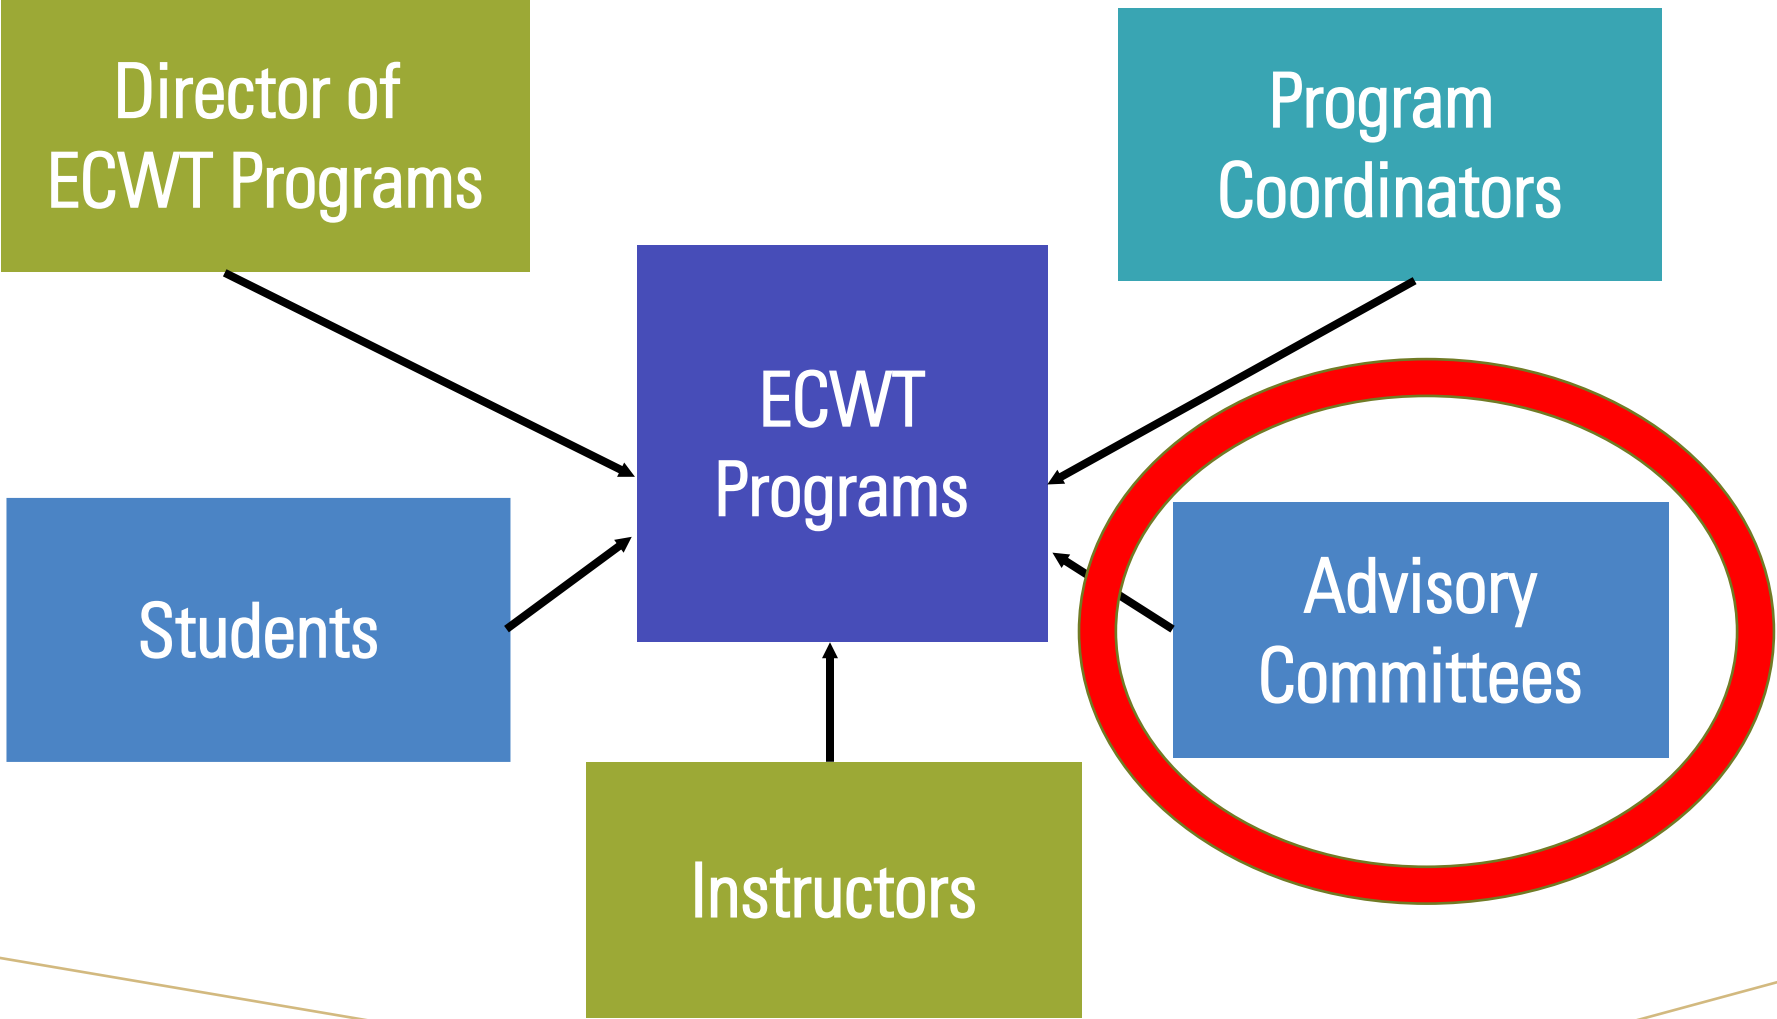 Director of
ECWT Programs
Program
Coordinators
ECWT
Programs
Students
Advisory
Committees
Instructors